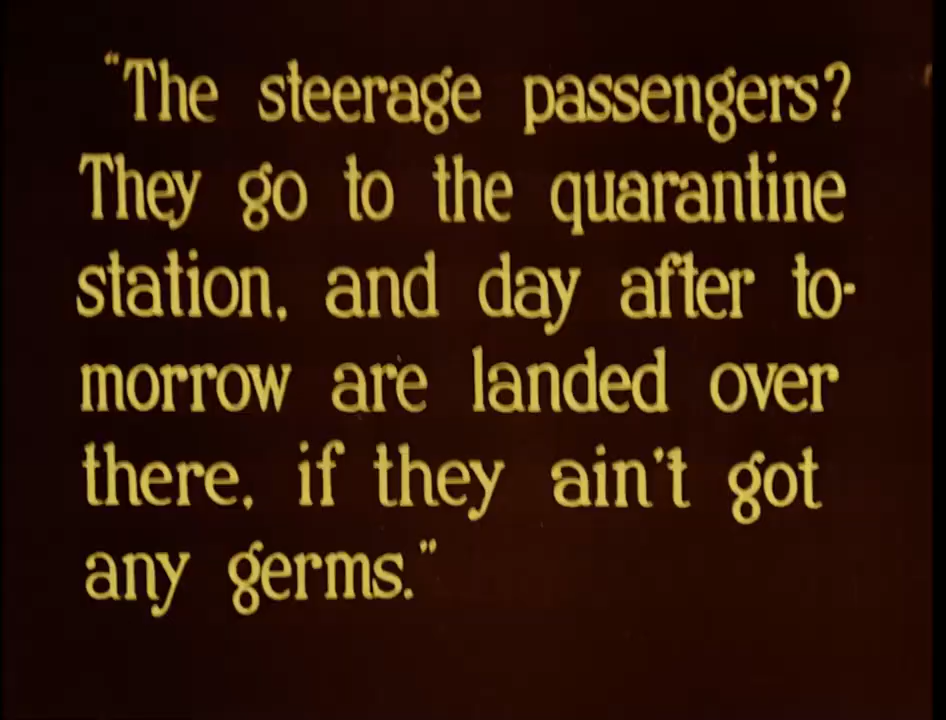 "The steerage passengers?
They go to the quarantine
station, and day after to-
morrow are landed over
there, if they ain't got
any germs."